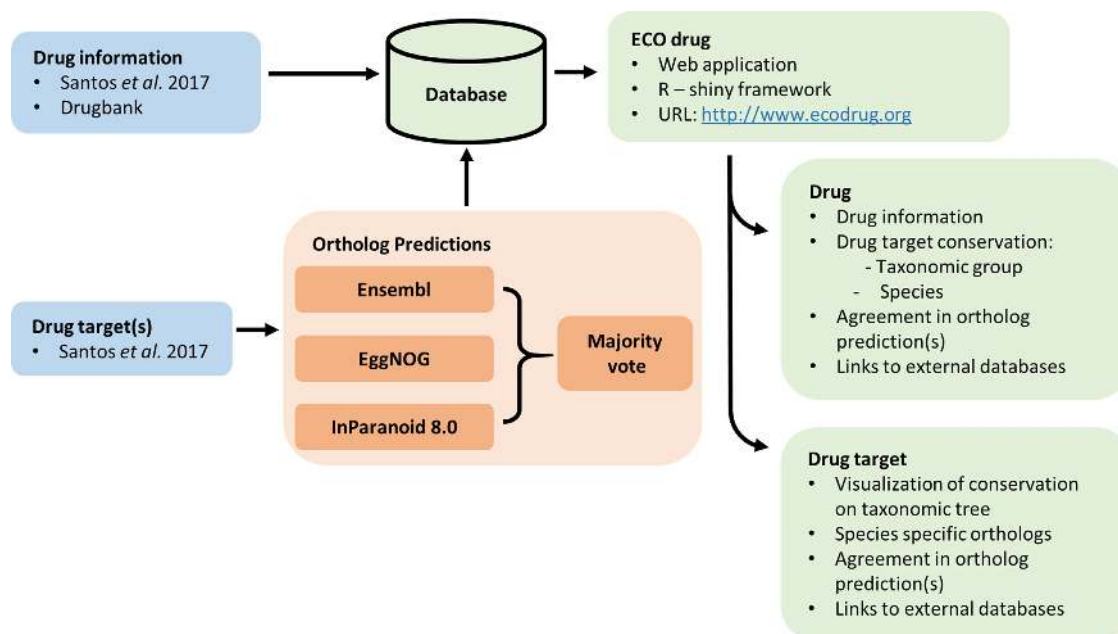 Drug information
• Santos et al. 2017
• Drugbank
Database
ECO drug
• Web application
• R – shiny framework
• URL: http://www.ecodrug.org
Drug target(s)
• Santos et al. 2017
Ortholog Predictions
Ensembl
EggNOG
InParanoid 8.0
Majority
vote
Drug
• Drug information
• Drug target conservation:
- Taxonomic group
- Species
• Agreement in ortholog
prediction(s)
• Links to external databases
Drug target
• Visualization of conservation
on taxonomic tree
• Species specific orthologs
• Agreement in ortholog
prediction(s)
• Links to external databases